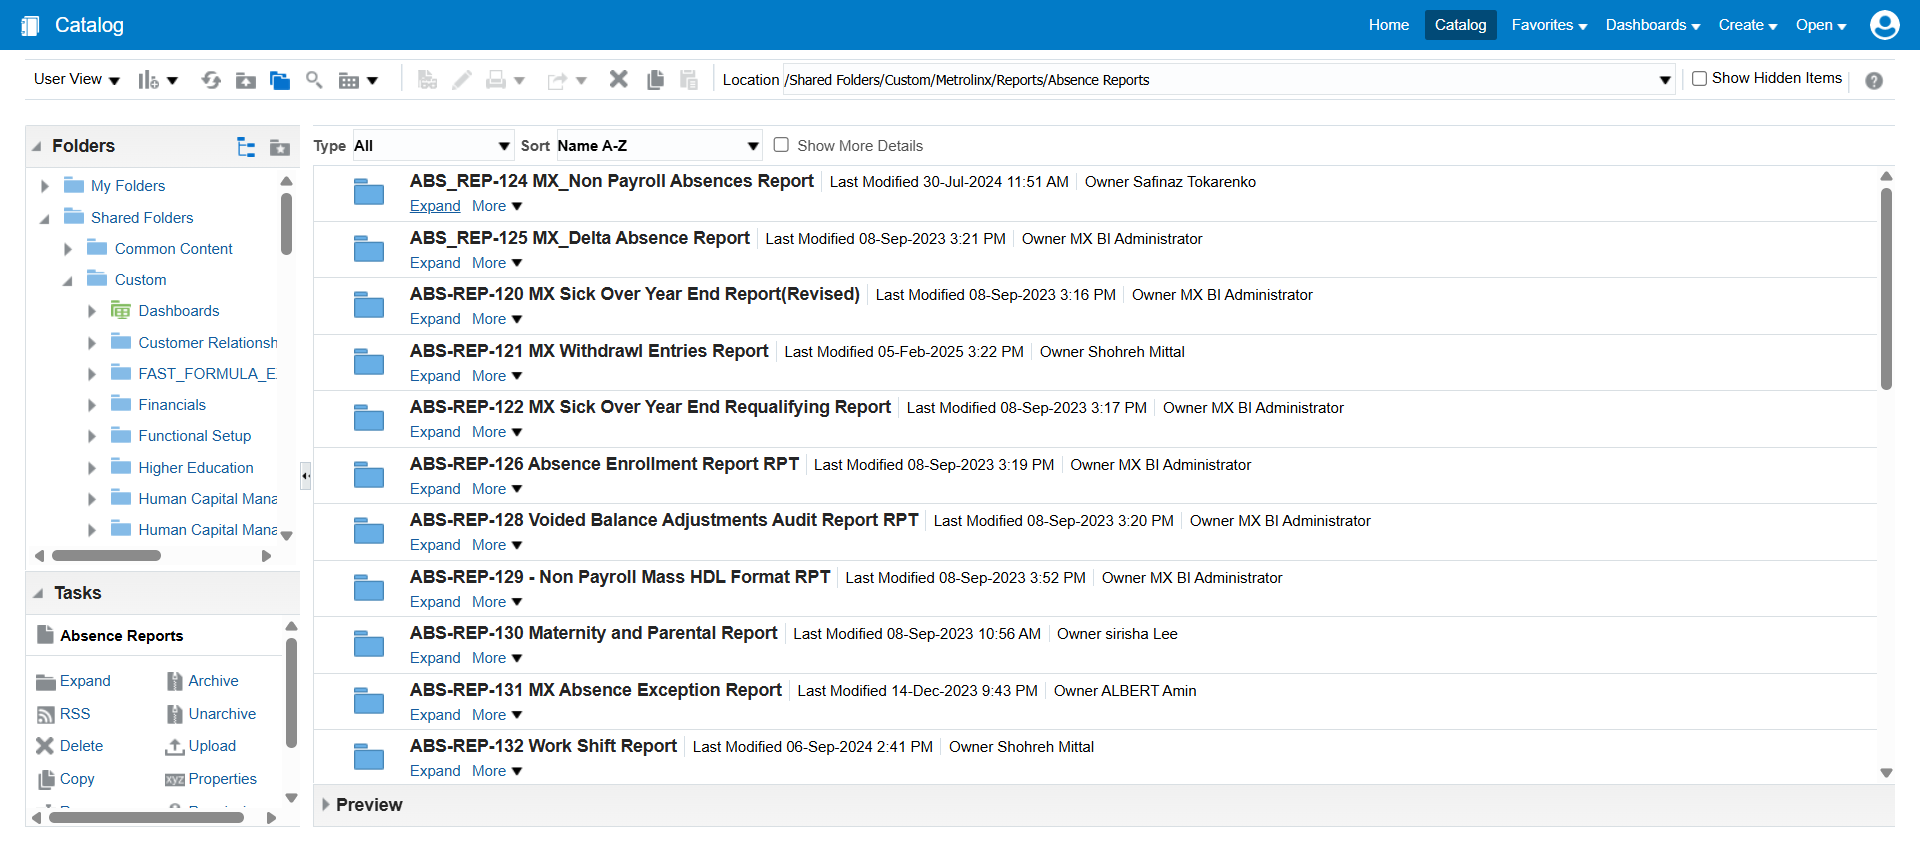 Catalog
Home Catalog Favorites Dashboards Create Open
User View
Location /Shared Folders/Custom/Metrolinx/Reports/Absence Reports
Show Hidden Items
Folders
My Folders
Shared Folders
Common Content
Custom
Dashboards
Customer Relationsh
FAST_FORMULA_E
Financials
Functional Setup
Higher Education
Human Capital Mana
Human Capital Mana
Tasks
Absence Reports
Expand Archive
RSS Unarchive
Delete Upload
Copy xyz Properties
Type All Sort Name A-Z Show More Details
ABS_REP-124 MX_Non Payroll Absences Report Last Modified 30-Jul-2024 11:51 AM Owner Safinaz Tokarenko
Expand More
ABS_REP-125 MX_Delta Absence Report Last Modified 08-Sep-2023 3:21 PM Owner MX BI Administrator
Expand More
ABS-REP-120 MX Sick Over Year End Report(Revised) Last Modified 08-Sep-2023 3:16 PM Owner MX BI Administrator
Expand More
ABS-REP-121 MX Withdrawl Entries Report Last Modified 05-Feb-2025 3:22 PM Owner Shohreh Mittal
Expand More
ABS-REP-122 MX Sick Over Year End Requalifying Report Last Modified 08-Sep-2023 3:17 PM Owner MX BI Administrator
Expand More
ABS-REP-126 Absence Enrollment Report RPT Last Modified 08-Sep-2023 3:19 PM Owner MX BI Administrator
Expand More
ABS-REP-128 Voided Balance Adjustments Audit Report RPT Last Modified 08-Sep-2023 3:20 PM Owner MX BI Administrator
Expand More
ABS-REP-129 - Non Payroll Mass HDL Format RPT Last Modified 08-Sep-2023 3:52 PM Owner MX BI Administrator
Expand More
ABS-REP-130 Maternity and Parental Report Last Modified 08-Sep-2023 10:56 AM Owner sirisha Lee
Expand More
ABS-REP-131 MX Absence Exception Report Last Modified 14-Dec-2023 9:43 PM Owner ALBERT Amin
Expand More
ABS-REP-132 Work Shift Report Last Modified 06-Sep-2024 2:41 PM Owner Shohreh Mittal
Expand More
Preview